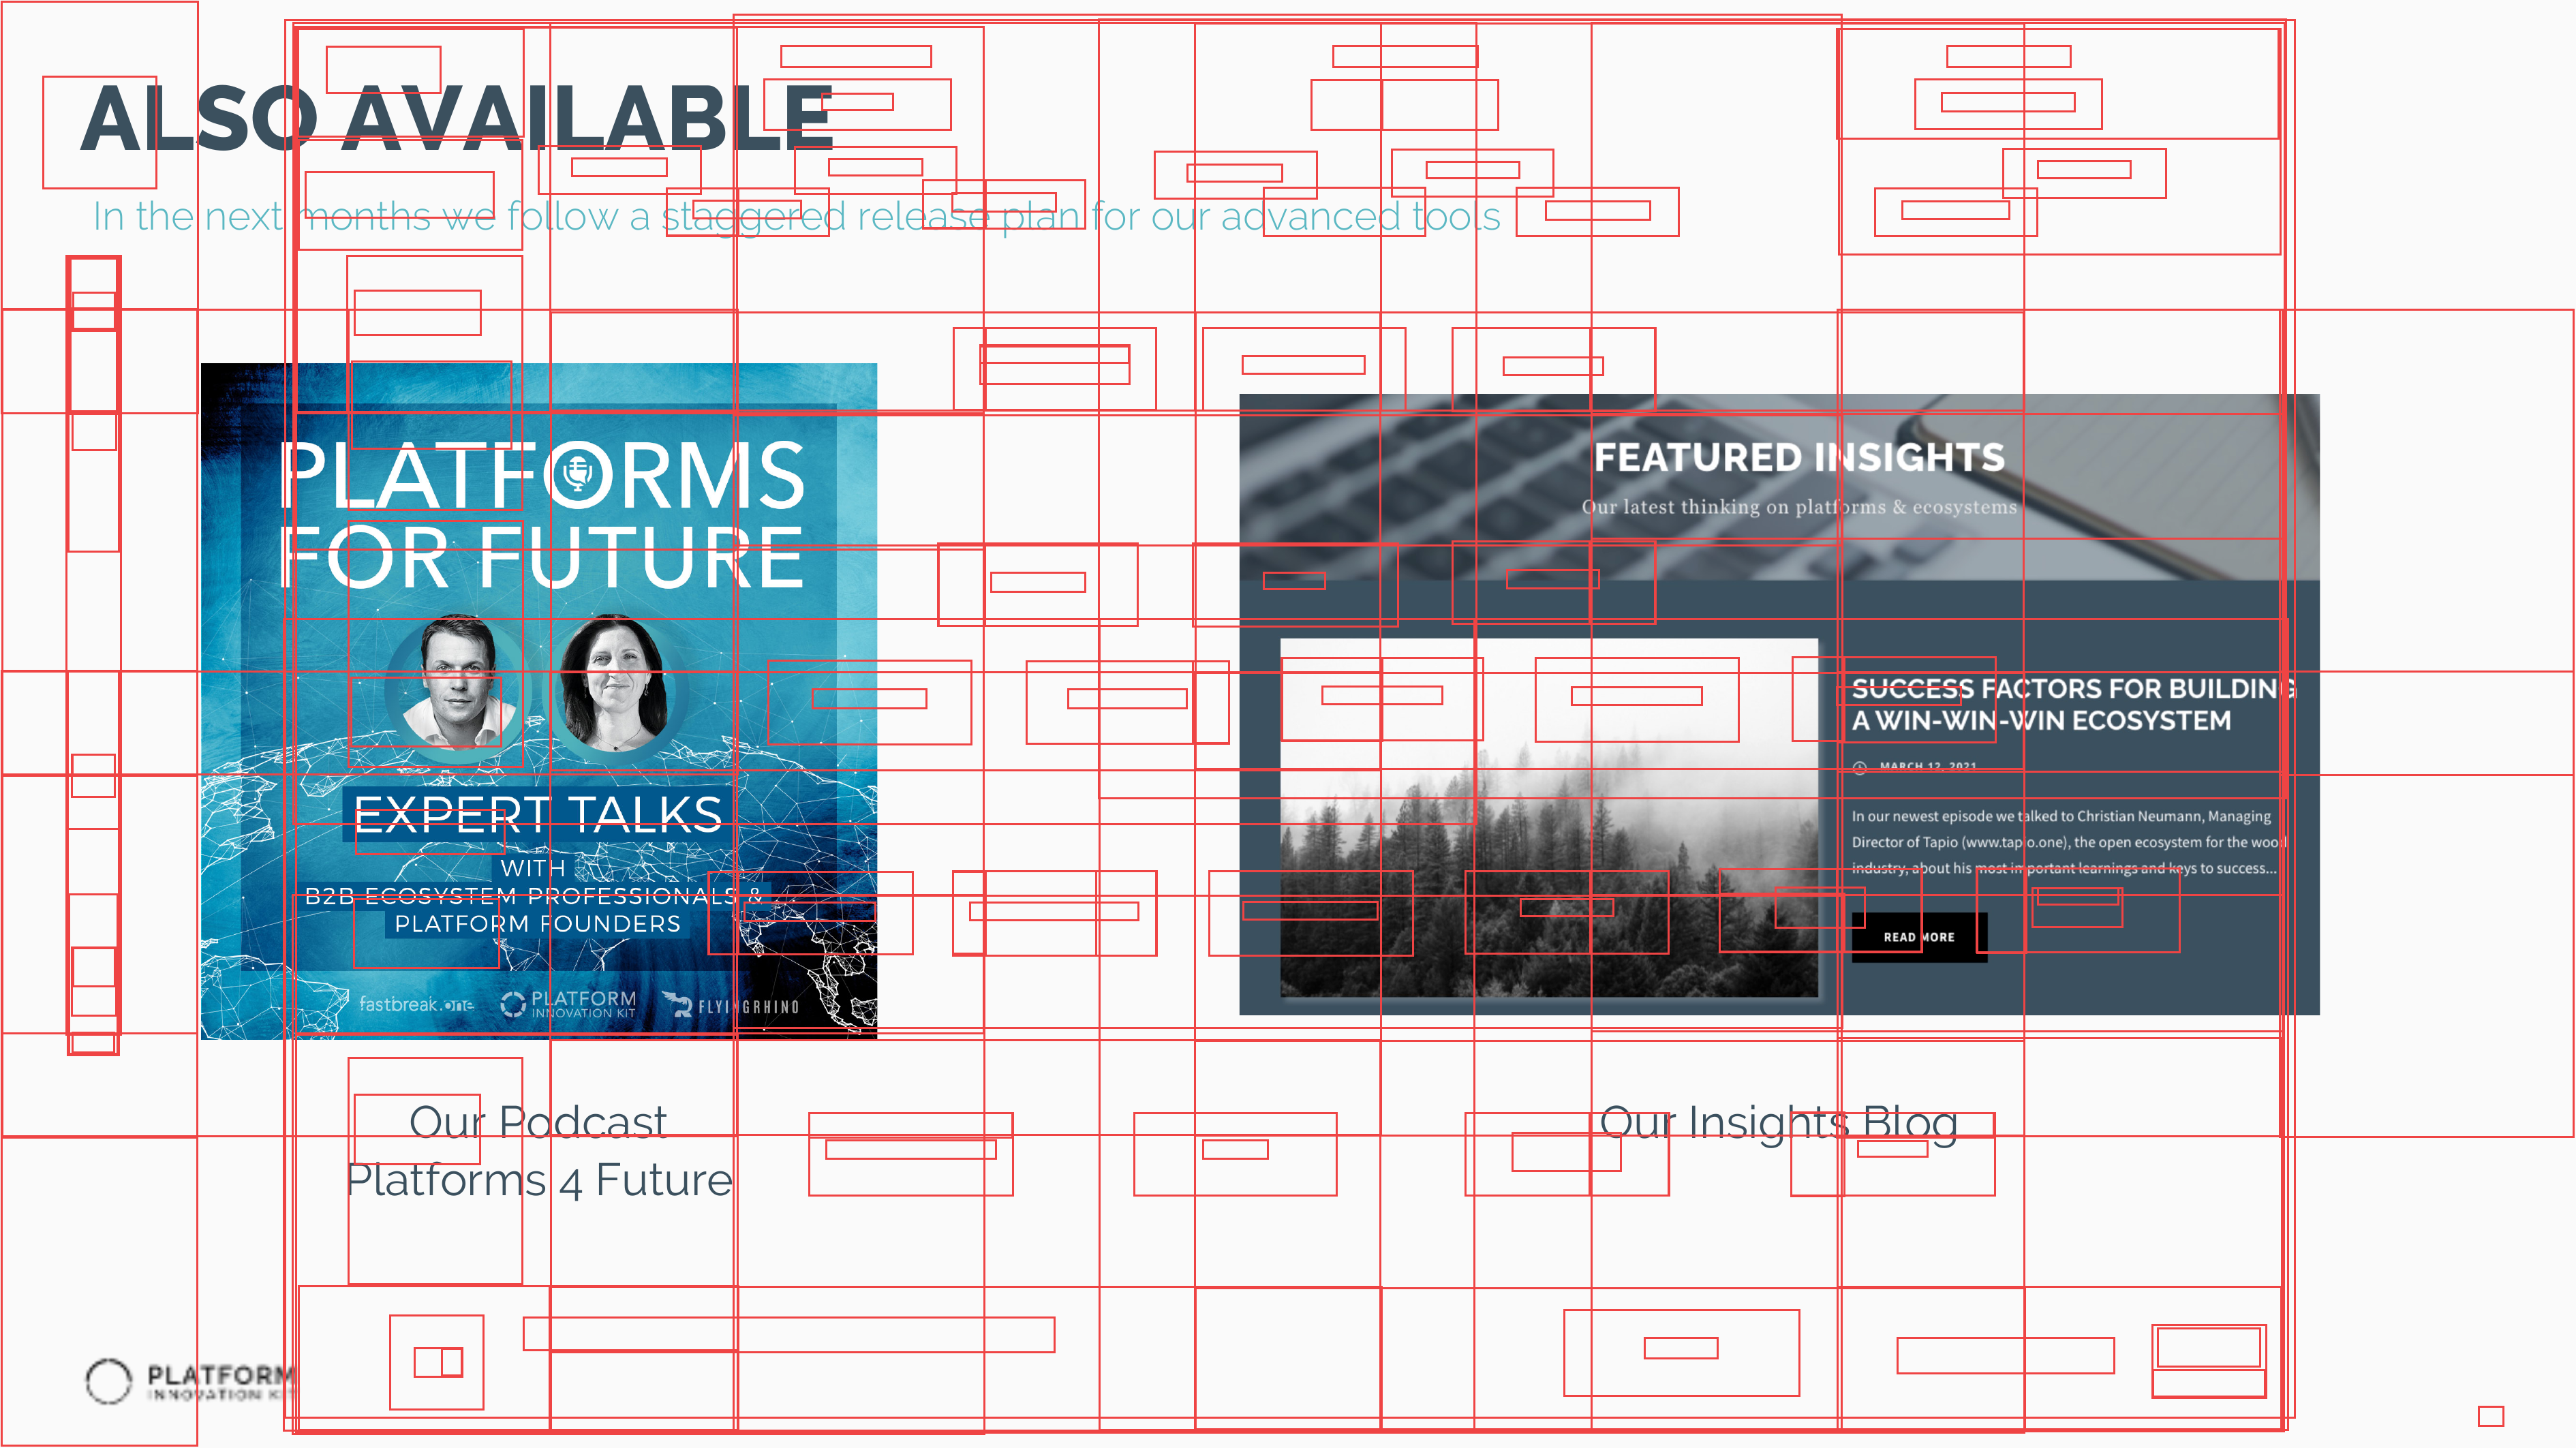 ALSO AVAILABLE
In the next months we follow a staggered release plan for our advanced tools
PLATFORMS
FOR FUTURE
EXPERT TALKS
WITH
B2B ECOSYSTEM PROFESSIONALS &
PLATFORM FOUNDERS
fastbreak.one
PLATFORM
INNOVATION KIT
FLYINGRHINO
FEATURED INSIGHTS
Our latest thinking on platforms & ecosystems
SUCCESS FACTORS FOR BUILDING
A WIN-WIN-WIN ECOSYSTEM
MARCH 12, 2021
In our newest episode we talked to Christian Neumann, Managing
Director of Tapio (www.tapio.one), the open ecosystem for the wood
industry, about his most important learnings and keys to success...
READ MORE
Our Podcast
Platforms 4 Future
Our Insights Blog
PLATFORM
INNOVATION KIT